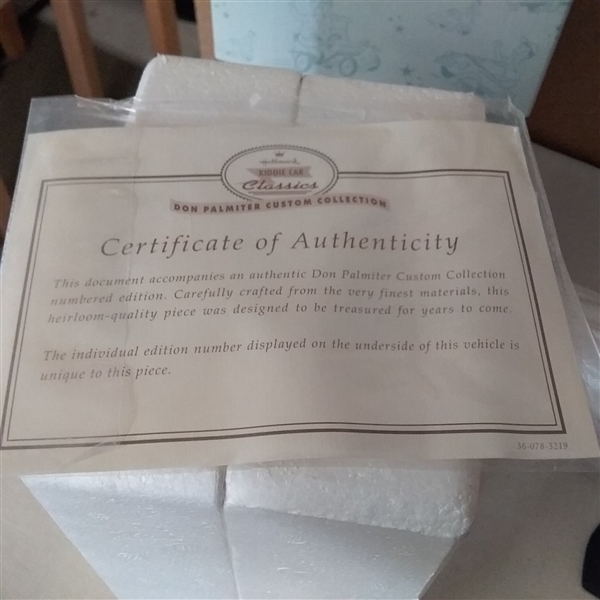 Hallmark
KIDDIE CAR
Classics
DON PALMITER CUSTOM COLLECTION
Certificate of Authenticity
This document accompanies an authentic Don Palmiter Custom Collection
numbered edition. Carefully crafted from the very finest materials, this
heirloom-quality piece was designed to be treasured for years to come.
The individual edition number displayed on the underside of this vehicle is
unique to this piece.
56-078-3219